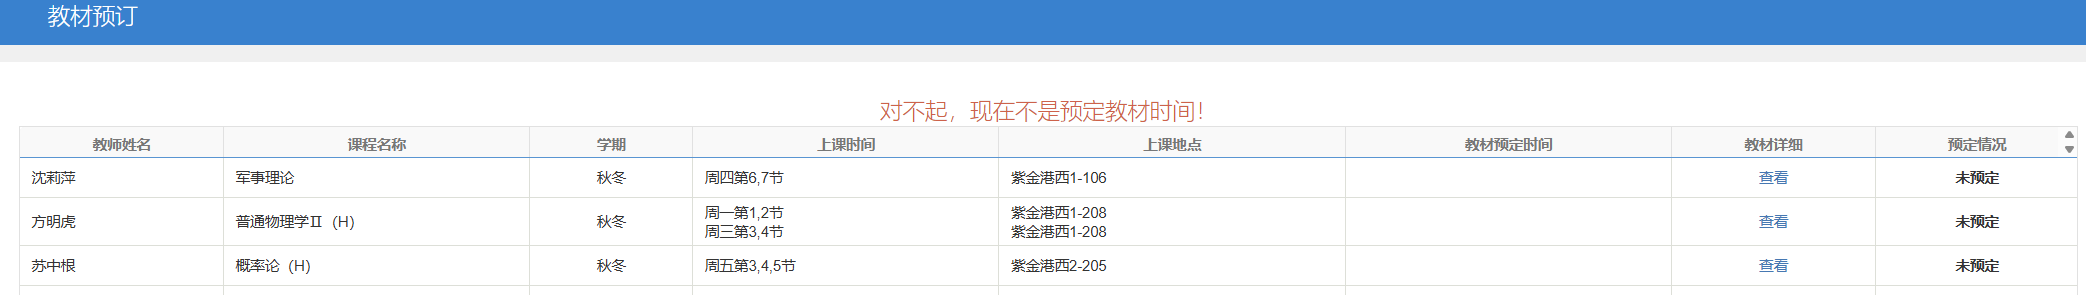 教材预订
对不起，现在不是预定教材时间！
教师姓名 课程名称 学期 上课时间 上课地点 教材预定时间 教材详细 预定情况
沈莉萍 军事理论 秋冬 周四第6,7节 紫金港西1-106 查看 未预定
方明虎 普通物理学Ⅱ（H） 秋冬 周一第1,2节 紫金港西1-208 查看 未预定
周三第3,4节 紫金港西1-208
苏中根 概率论（H） 秋冬 周五第3,4,5节 紫金港西2-205 查看 未预定